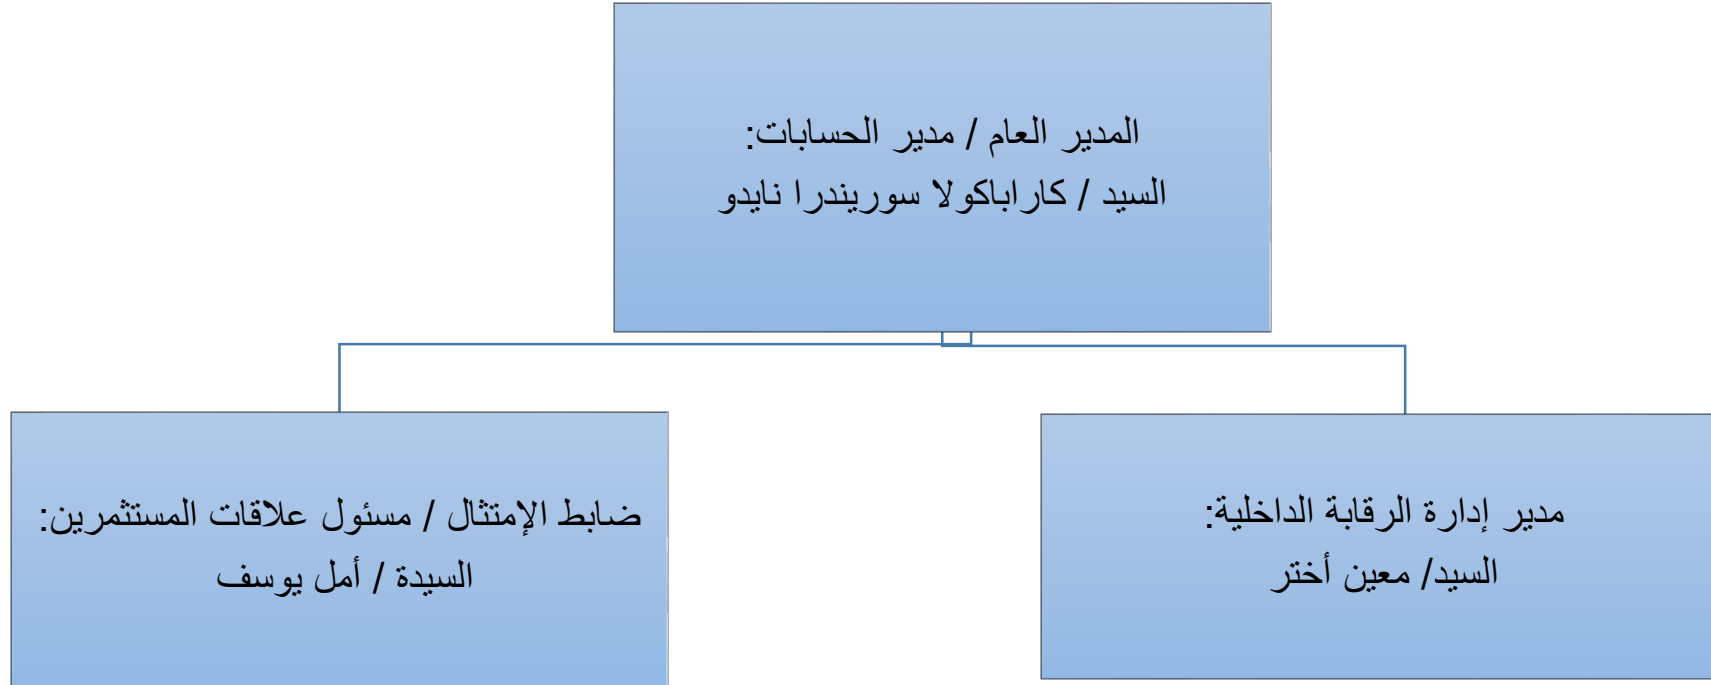 المدير العام / مدير الحسابات:
السيد / كاراباكولا سوريندرا نايدو
مدير إدارة الرقابة الداخلية:
السيد/ معين أختر
ضابط الإمتثال / مسئول علاقات المستثمرين:
السيدة / أمل يوسف